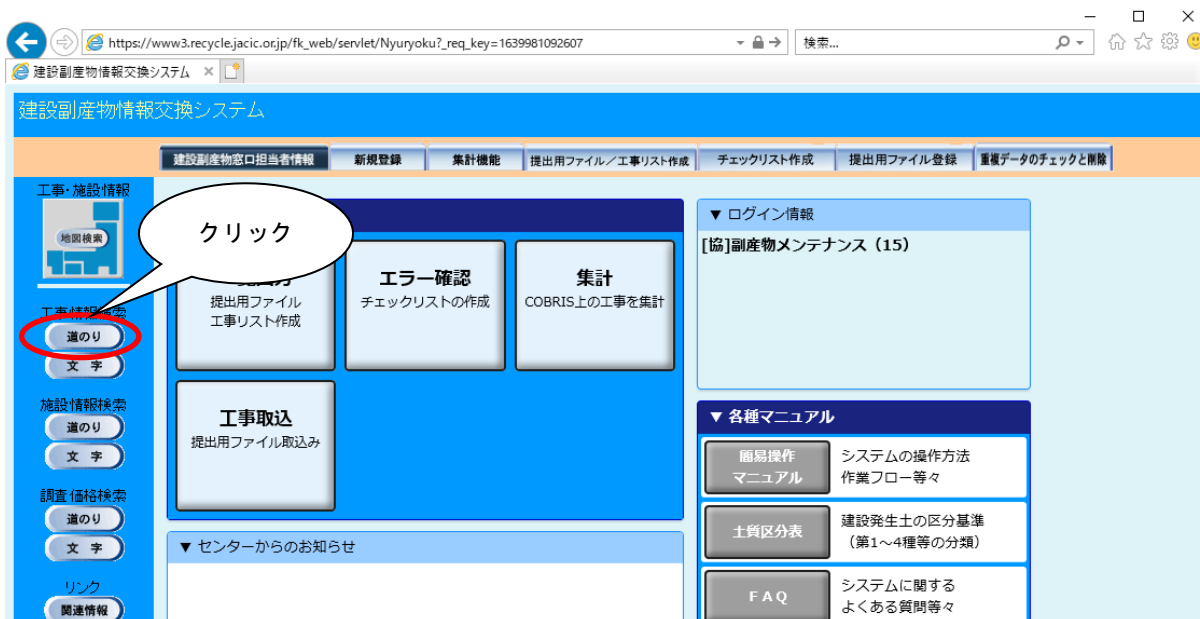 https://www3.recycle.jacic.or.jp/fk_web/servlet/Nyuryoku?_req_key=1639981092607
検索...
建設副産物情報交換システム
建設副産物情報交換システム
建設副産物窓口担当者情報
新規登録
集計機能
提出用ファイル／工事リスト作成
チェックリスト作成
提出用ファイル登録
重複データのチェックと削除
工事・施設情報
地図検索
クリック
工事情報検索
道のり
文 字
施設情報検索
道のり
文 字
調査価格検索
道のり
文 字
リンク
関連情報
提出用ファイル
工事リスト作成
エラー確認
チェックリストの作成
集計
COBRIS上の工事を集計
工事取込
提出用ファイル取込み
▼ センターからのお知らせ
▼ ログイン情報
[協]副産物メンテナンス（15）
▼ 各種マニュアル
簡易操作
マニュアル
システムの操作方法
作業フロー等々
土質区分表
建設発生土の区分基準
（第1～4種等の分類）
ＦＡＱ
システムに関する
よくある質問等々